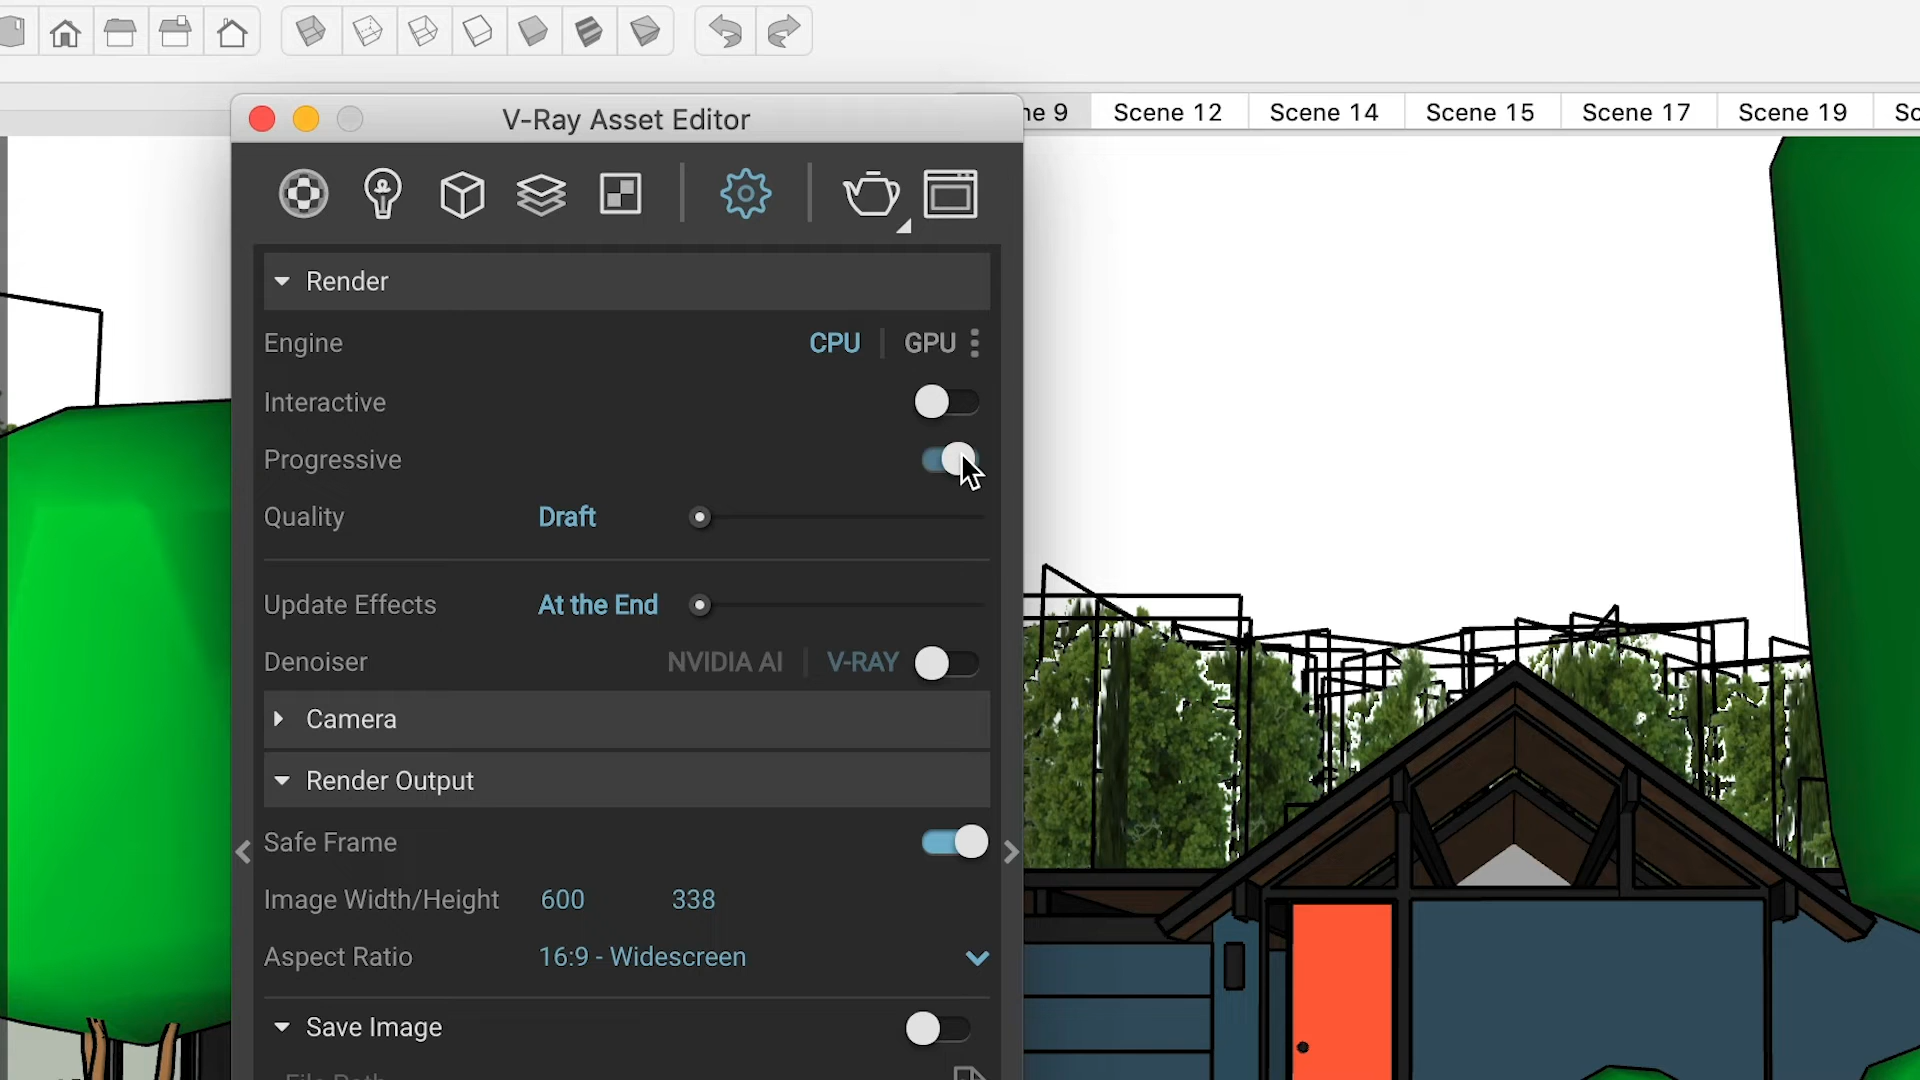 V-Ray Asset Editor
ne 9 Scene 12 Scene 14 Scene 15 Scene 17 Scene 19 Sc
Render
Engine CPU GPU
Interactive
Progressive
Quality Draft
Update Effects At the End
Denoiser NVIDIA AI V-RAY
Camera
Render Output
Safe Frame
Image Width/Height 600 338
Aspect Ratio 16:9 - Widescreen
Save Image
File Path